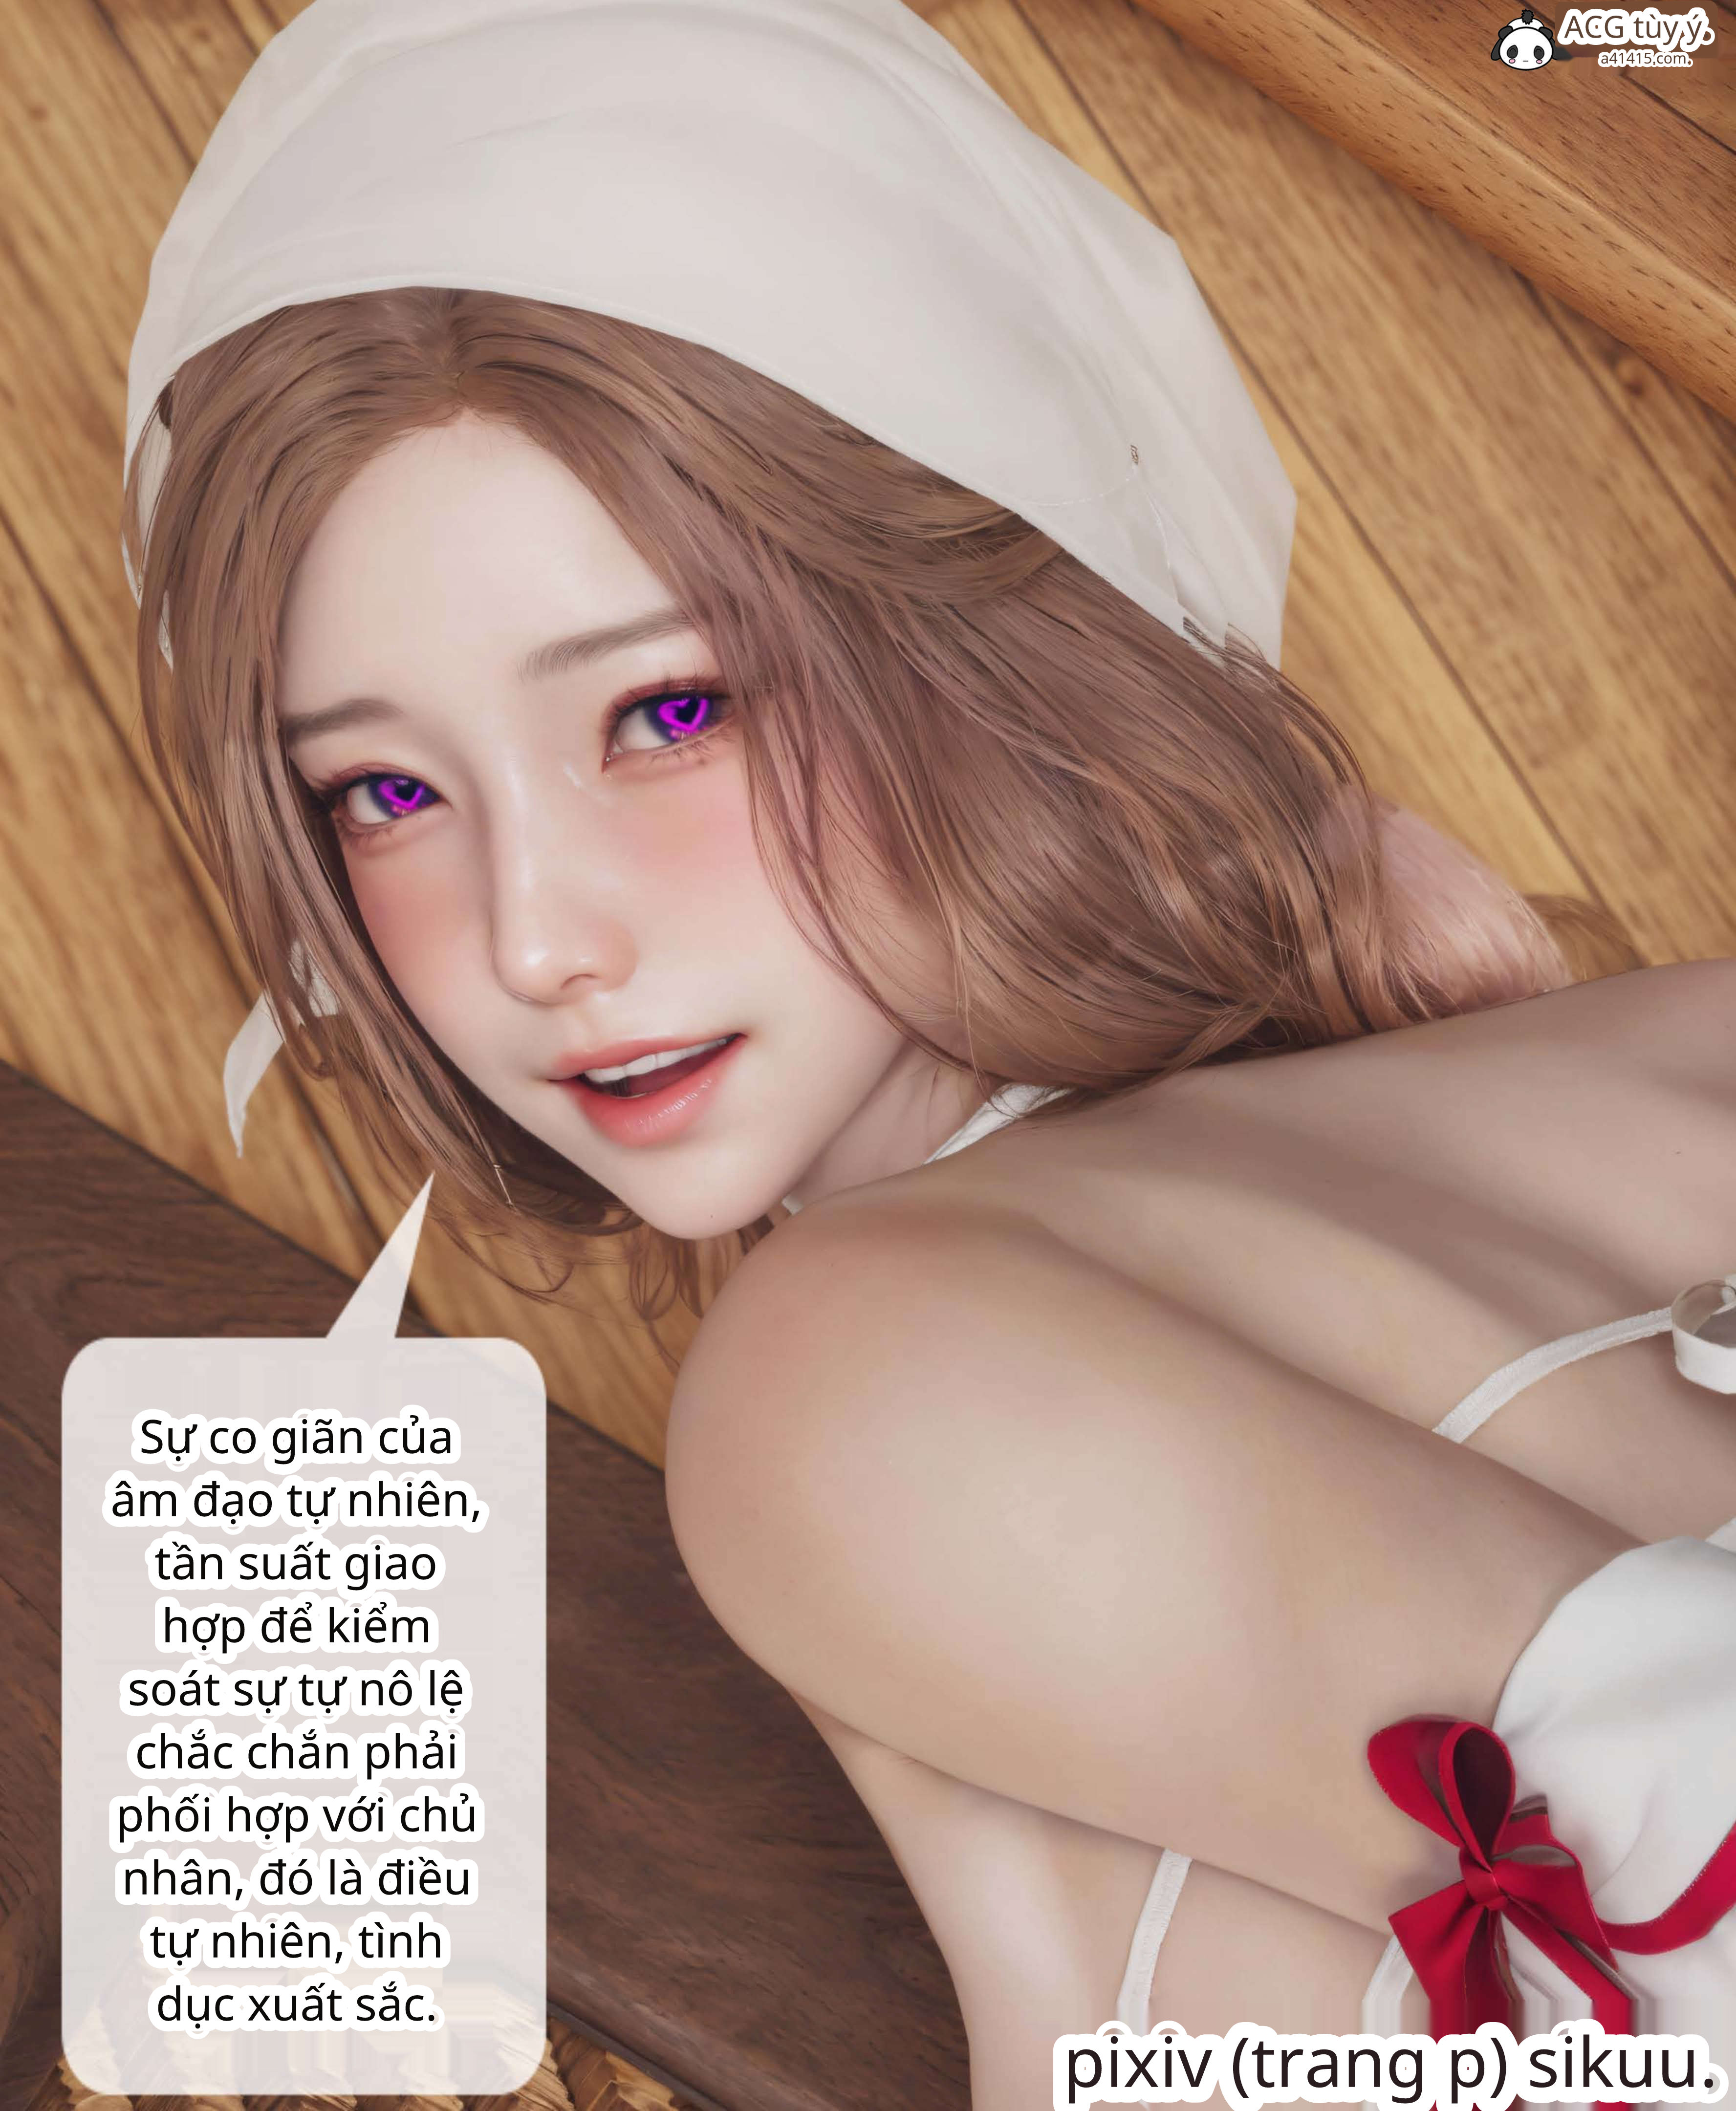 ACG tùy ý.
a41415.com.
Sự co giãn của
âm đạo tự nhiên,
tần suất giao
hợp để kiểm
soát sự tự nô lệ
chắc chắn phải
phối hợp với chủ
nhân, đó là điều
tự nhiên, tình
dục xuất sắc.
pixiv (trang p) sikuu.